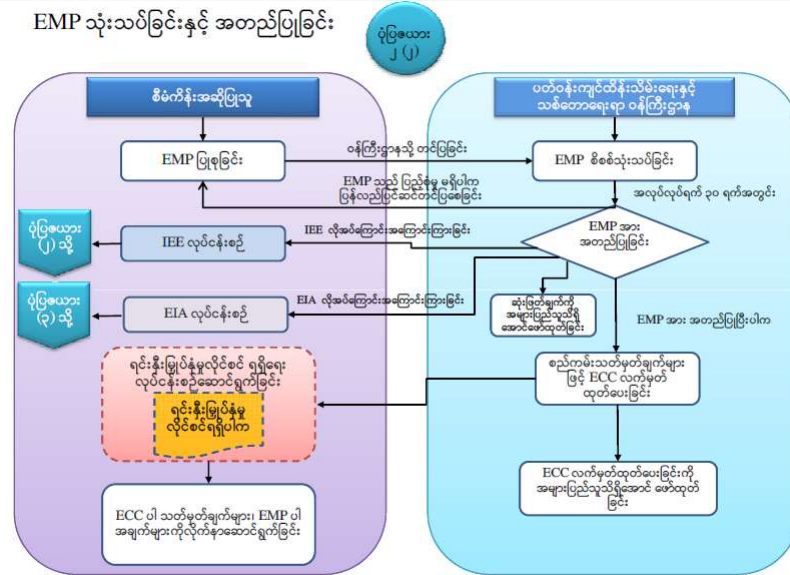 EMP သုံးသပ်ခြင်းနှင့် အတည်ပြုခြင်း
ပုံပြဇယား
၂ (၂)
စီမံကိန်းအဆိုပြုသူ
ပတ်ဝန်းကျင်ထိန်းသိမ်းရေးနှင့်
သစ်တောရေးရာ ဝန်ကြီးဌာန
EMP ပြုစုခြင်း
ဝန်ကြီးဌာနသို့ တင်ပြခြင်း
EMP စိစစ်သုံးသပ်ခြင်း
EMP သည် ပြည့်စုံမှု မရှိပါက
ပြန်လည်ပြင်ဆင်တင်ပြစေခြင်း
အလုပ်လုပ်ရက် ၃၀ ရက်အတွင်း
ပုံပြဇယား
(၂) သို့
IEE လုပ်ငန်းစဉ်
IEE လိုအပ်ကြောင်းအကြောင်းကြားခြင်း
EMP အား
အတည်ပြုခြင်း
ပုံပြဇယား
(၃) သို့
EIA လုပ်ငန်းစဉ်
EIA လိုအပ်ကြောင်းအကြောင်းကြားခြင်း
ဆုံးဖြတ်ချက်ကို
အများပြည်သူသိရှိ
အောင်ဖော်ထုတ်ခြင်း
EMP အား အတည်ပြုပြီးပါက
ရင်းနှီးမြှုပ်နှံမှုလိုင်စင် ရရှိရေး
လုပ်ငန်းစဉ်ဆောင်ရွက်ခြင်း
ရင်းနှီးမြှုပ်နှံမှု
လိုင်စင်ရရှိပါက
စည်းကမ်းသတ်မှတ်ချက်များ
ဖြင့် ECC လက်မှတ်
ထုတ်ပေးခြင်း
ECC လက်မှတ်ထုတ်ပေးခြင်းကို
အများပြည်သူသိရှိအောင် ဖော်ထုတ်
ခြင်း
ECC ပါ သတ်မှတ်ချက်များ၊ EMP ပါ
အချက်များကိုလိုက်နာဆောင်ရွက်ခြင်း